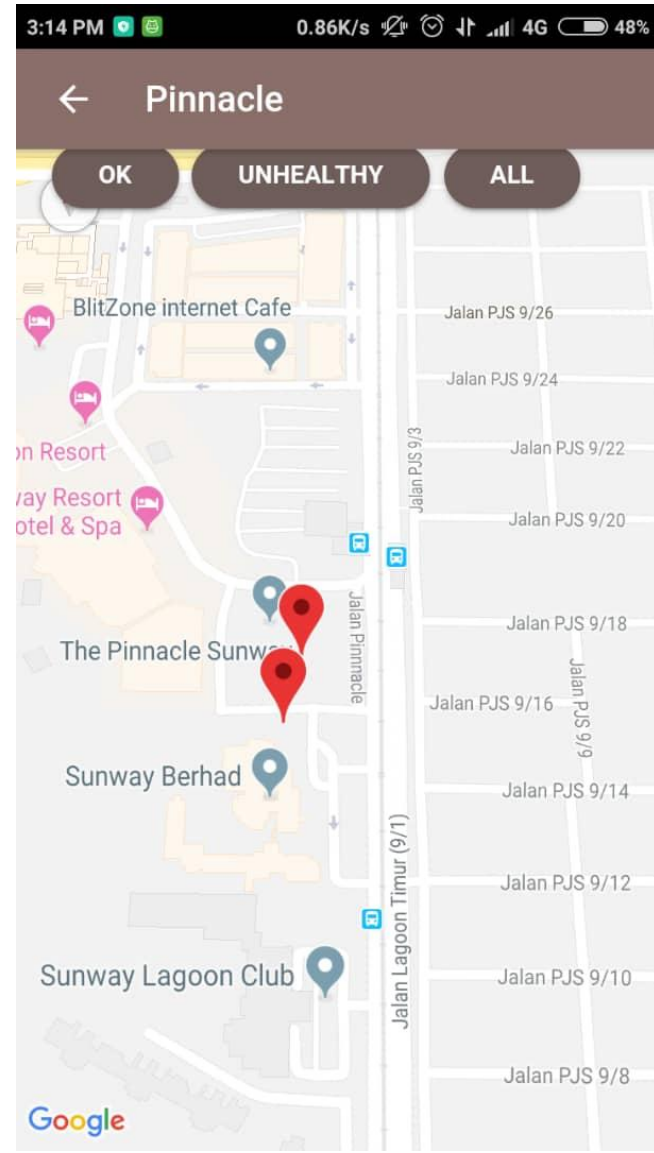 3:14 PM 0.86K/s 4G 48%
Pinnacle
OK UNHEALTHY ALL
BlitZone internet Cafe
Jalan PJS 9/26
Jalan PJS 9/24
Jalan PJS 9/3
on Resort
Jalan PJS 9/22
way Resort
otel & Spa
Jalan PJS 9/20
Jalan Pinnnacle
Jalan PJS 9/18
The Pinnacle Sunway
Jalan PJS 9/16
Jalan PJS 9/9
Sunway Berhad
Jalan PJS 9/14
Jalan Lagoon Timur (9/1)
Jalan PJS 9/12
Sunway Lagoon Club
Jalan PJS 9/10
Jalan PJS 9/8
Google